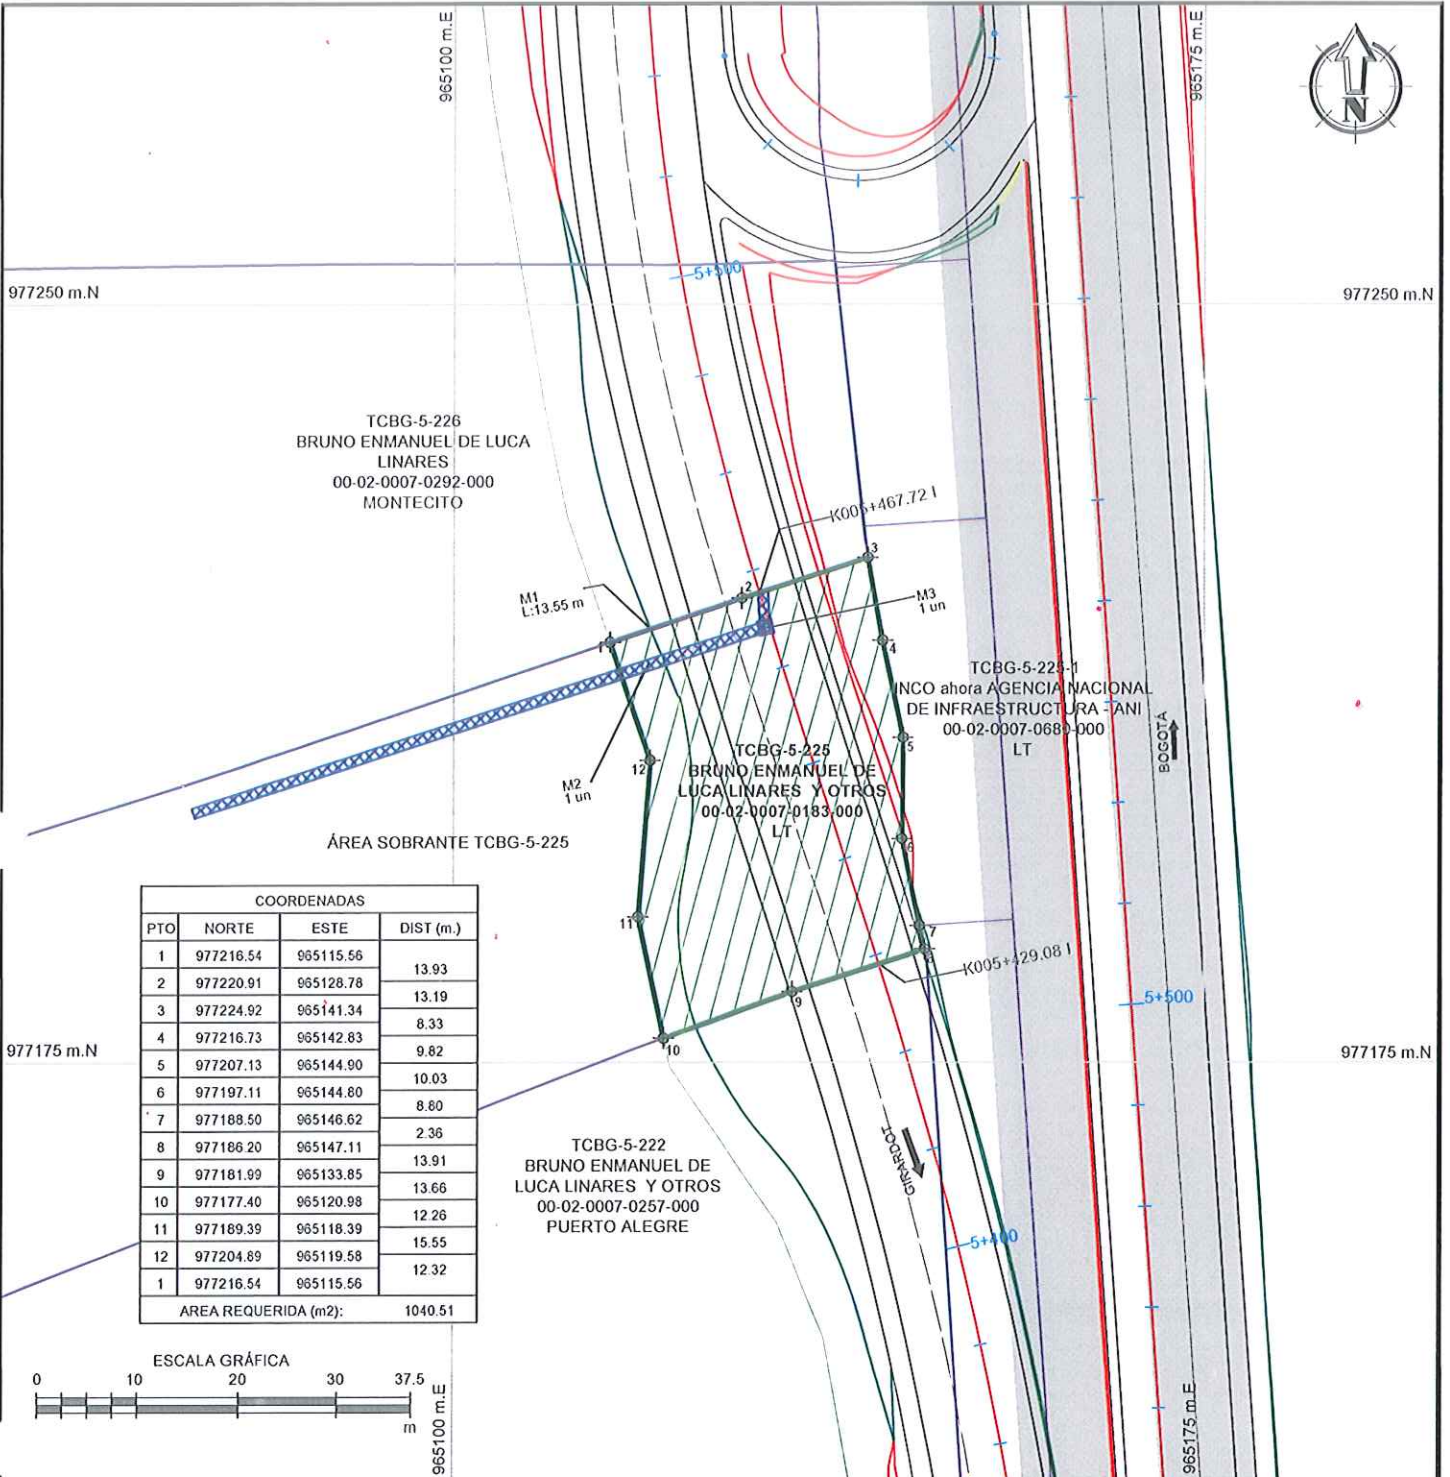 965100 m.E
965175 m.E
N
5+500
977250 m.N
977250 m.N
TCBG-5-226
BRUNO ENMANUEL DE LUCA
LINARES
00-02-0007-0292-000
MONTECITO
K005+467.72 I
M1
L:13.55 m
M3
1 un
1
2
3
4
5
6
7
8
9
10
11
12
TCBG-5-225-1
INCO ahora AGENCIA NACIONAL
DE INFRAESTRUCTURA - ANI
00-02-0007-0680-000
LT
BOGOTÁ
M2
1 un
TCBG-5-225
BRUNO ENMANUEL DE
LUCA LINARES Y OTROS
00-02-0007-0183-000
LT
ÁREA SOBRANTE TCBG-5-225
K005+429.08 I
5+500
977175 m.N
977175 m.N
COORDENADAS
PTO NORTE ESTE DIST (m.)
1 977216.54 965115.56
13.93
2 977220.91 965128.78
13.19
3 977224.92 965141.34
8.33
4 977216.73 965142.83
9.82
5 977207.13 965144.90
10.03
6 977197.11 965144.80
8.80
7 977188.50 965146.62
2.36
8 977186.20 965147.11
13.91
9 977181.99 965133.85
13.66
10 977177.40 965120.98
12.26
11 977189.39 965118.39
15.55
12 977204.89 965119.58
12.32
1 977216.54 965115.56
AREA REQUERIDA (m2): 1040.51
TCBG-5-222
BRUNO ENMANUEL DE
LUCA LINARES Y OTROS
00-02-0007-0257-000
PUERTO ALEGRE
GIRARDOT
5+400
ESCALA GRÁFICA
0 10 20 30 37.5
m
965100 m.E
965175 m.E